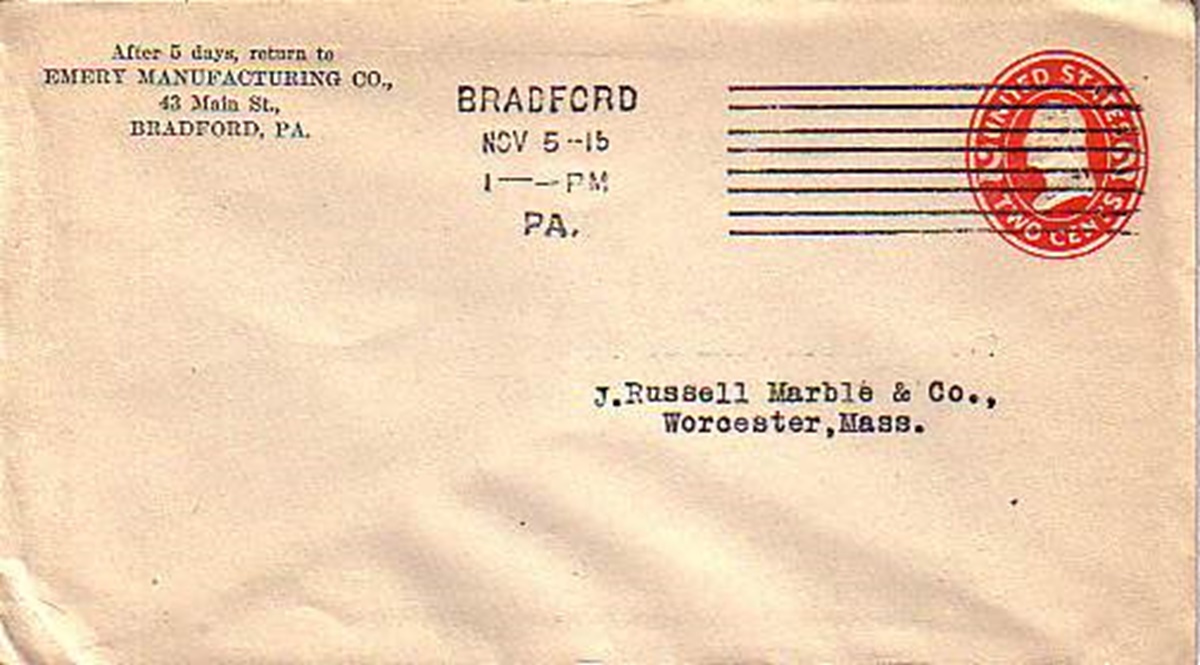 After 5 days, return to
EMERY MANUFACTURING CO.,
43 Main St.,
BRADFORD, PA.
BRADFORD
NOV 5--15
1 — PM
PA.
UNITED STATES
TWO CENTS
J.Russell Marble & Co.,
Worcester,Mass.